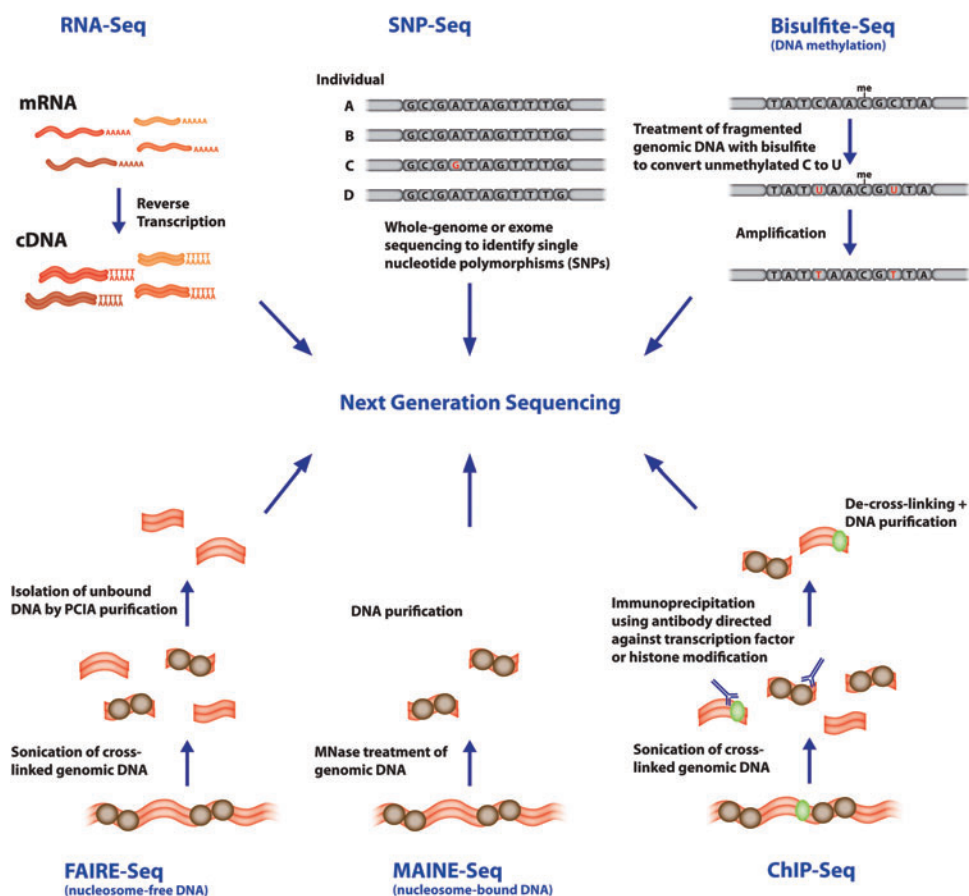 RNA-Seq
mRNA
AAAAA
AAAAA
AAAAA
AAAAA
Reverse
Transcription
cDNA
SNP-Seq
Individual
A GCGATAGTTTG
B GCGATAGTTTG
C GCGGTAGTTTG
D GCGATAGTTTG
Whole-genome or exome
sequencing to identify single
nucleotide polymorphisms (SNPs)
Bisulfite-Seq
(DNA methylation)
me
TATCAACGCTA
Treatment of fragmented
genomic DNA with bisulfite
to convert unmethylated C to U
me
TATUAACGUTA
Amplification
TATTAACGTTA
Next Generation Sequencing
Isolation of unbound
DNA by PCIA purification
Sonication of cross-
linked genomic DNA
FAIRE-Seq
(nucleosome-free DNA)
DNA purification
MNase treatment of
genomic DNA
MAINE-Seq
(nucleosome-bound DNA)
De-cross-linking +
DNA purification
Immunoprecipitation
using antibody directed
against transcription factor
or histone modification
Sonication of cross-
linked genomic DNA
ChIP-Seq